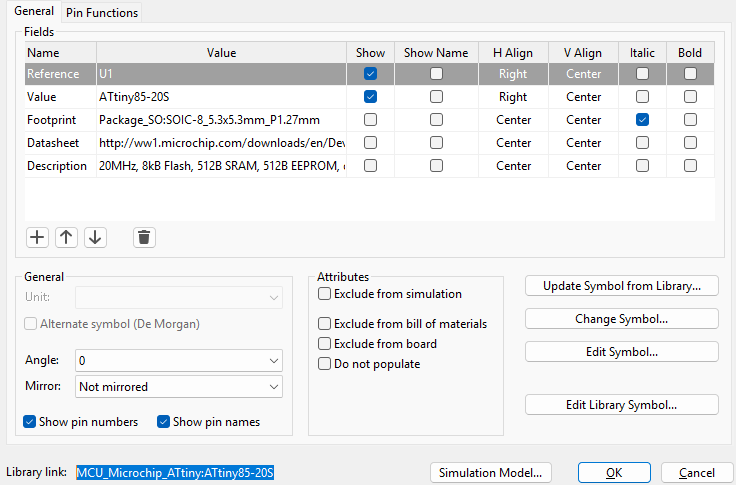 General Pin Functions
Fields
Name Value Show Show Name H Align V Align Italic Bold
Reference U1 Right Center
Value ATtiny85-20S Right Center
Footprint Package_SO:SOIC-8_5.3x5.3mm_P1.27mm Center Center
Datasheet http://ww1.microchip.com/downloads/en/Dev Center Center
Description 20MHz, 8kB Flash, 512B SRAM, 512B EEPROM, Center Center
General
Unit:
Alternate symbol (De Morgan)
Angle: 0
Mirror: Not mirrored
Show pin numbers Show pin names
Attributes
Exclude from simulation
Exclude from bill of materials
Exclude from board
Do not populate
Update Symbol from Library...
Change Symbol...
Edit Symbol...
Edit Library Symbol...
Library link: MCU_Microchip_ATtiny:ATtiny85-20S Simulation Model... OK Cancel